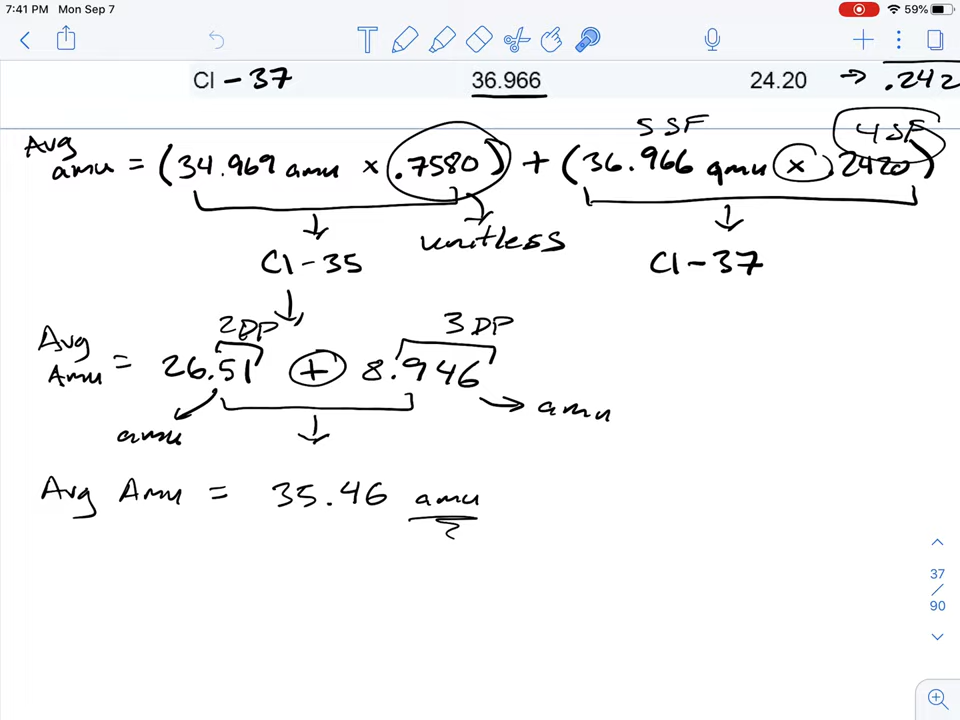 7:41 PM Mon Sep 7 59%
Cl - 37 36.966 24.20 → .242
5 SF 4 SF
Avg amu = (34.969 amu × .7580) + (36.966 amu × .2420)
unitless
Cl - 35 Cl - 37
2 DP 3 DP
Avg Amu = 26.51 + 8.946
amu amu
Avg Amu = 35.46 amu
37
/
90